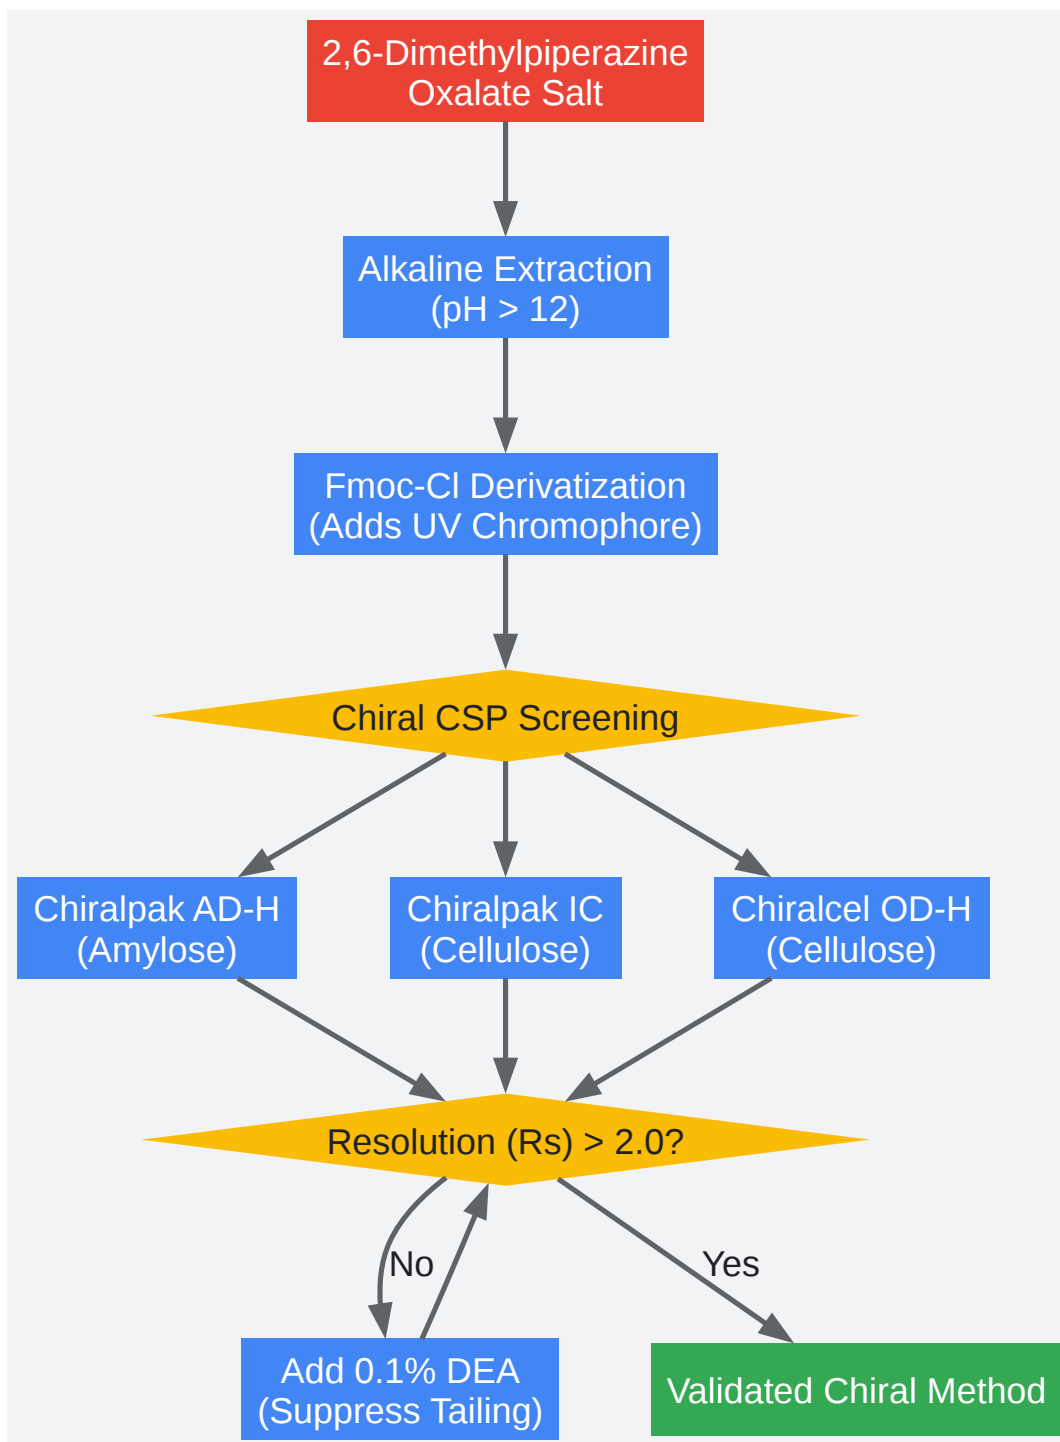 2,6-Dimethylpiperazine
Oxalate Salt
Alkaline Extraction
(pH > 12)
Fmoc-Cl Derivatization
(Adds UV Chromophore)
Chiral CSP Screening
Chiralpak AD-H
(Amylose)
Chiralpak IC
(Cellulose)
Chiralcel OD-H
(Cellulose)
Resolution (Rs) > 2.0?
No
Yes
Add 0.1% DEA
(Suppress Tailing)
Validated Chiral Method